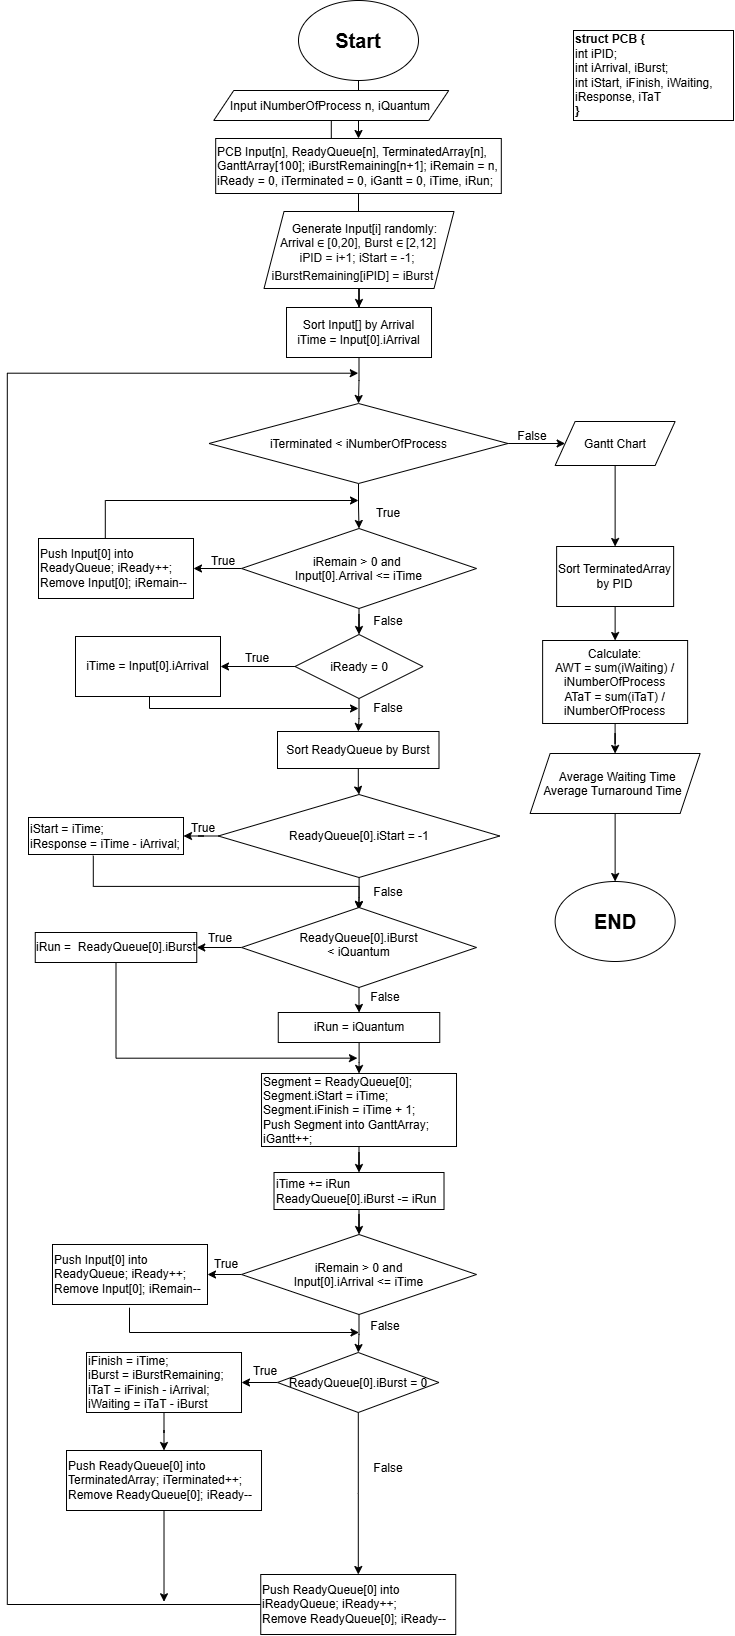 Start
struct PCB {
int iPID;
int iArrival, iBurst;
int iStart, iFinish, iWaiting,
iResponse, iTaT
}
Input iNumberOfProcess n, iQuantum
PCB Input[n], ReadyQueue[n], TerminatedArray[n],
GanttArray[100]; iBurstRemaining[n+1]; iRemain = n,
iReady = 0, iTerminated = 0, iGantt = 0, iTime, iRun;
Generate Input[i] randomly:
Arrival ∈ [0,20], Burst ∈ [2,12]
iPID = i+1; iStart = -1;
iBurstRemaining[iPID] = iBurst
Sort Input[] by Arrival
iTime = Input[0].iArrival
iTerminated < iNumberOfProcess
False
Gantt Chart
True
Push Input[0] into
ReadyQueue; iReady++;
Remove Input[0]; iRemain--
True
iRemain > 0 and
Input[0].Arrival <= iTime
Sort TerminatedArray
by PID
False
iTime = Input[0].iArrival
True
iReady = 0
Calculate:
AWT = sum(iWaiting) /
iNumberOfProcess
ATaT = sum(iTaT) /
iNumberOfProcess
False
Sort ReadyQueue by Burst
Average Waiting Time
Average Turnaround Time
iStart = iTime;
iResponse = iTime - iArrival;
True
ReadyQueue[0].iStart = -1
False
END
iRun =  ReadyQueue[0].iBurst
True
ReadyQueue[0].iBurst
< iQuantum
False
iRun = iQuantum
Segment = ReadyQueue[0];
Segment.iStart = iTime;
Segment.iFinish = iTime + 1;
Push Segment into GanttArray;
iGantt++;
iTime += iRun
ReadyQueue[0].iBurst -= iRun
Push Input[0] into
ReadyQueue; iReady++;
Remove Input[0]; iRemain--
True
iRemain > 0 and
Input[0].iArrival <= iTime
False
iFinish = iTime;
iBurst = iBurstRemaining;
iTaT = iFinish - iArrival;
iWaiting = iTaT - iBurst
True
ReadyQueue[0].iBurst = 0
Push ReadyQueue[0] into
TerminatedArray; iTerminated++;
Remove ReadyQueue[0]; iReady--
False
Push ReadyQueue[0] into
iReadyQueue; iReady++;
Remove ReadyQueue[0]; iReady--